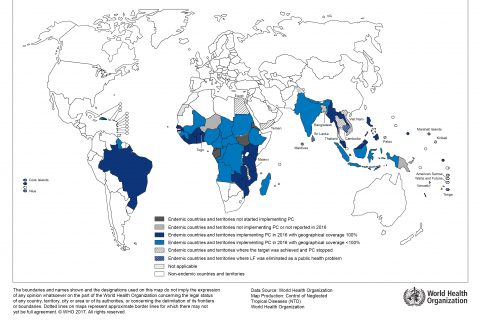 Yemen
Bangladesh
Viet Nam
Sri Lanka
Thailand
Cambodia
Maldives
Palau
Marshall Islands
Kiribati
Togo
Malawi
Cook Islands
Niue
American Samoa,
Wallis and Futuna,
Vanuatu
Tonga
Endemic countries and territories not started implementing PC
Endemic countries and territories not implementing PC or not reported in 2016
Endemic countries and territories implementing PC in 2016 with geographical coverage 100%
Endemic countries and territories implementing PC in 2016 with geographical coverage <100%
Endemic countries and territories where the target was achieved and PC stopped
Endemic countries and territories where LF was eliminated as a public health problem
Not applicable
Non-endemic countries and territories
The boundaries and names shown and the designations used on this map do not imply the expression
of any opinion whatsoever on the part of the World Health Organization concerning the legal status
of any country, territory, city or area or of its authorities, or concerning the delimitation of its frontiers
or boundaries. Dotted lines on maps represent approximate border lines for which there may not
yet be full agreement. © WHO 2017. All rights reserved.
Data Source: World Health Organization
Map Production: Control of Neglected
Tropical Diseases (NTD)
World Health Organization
World Health
Organization